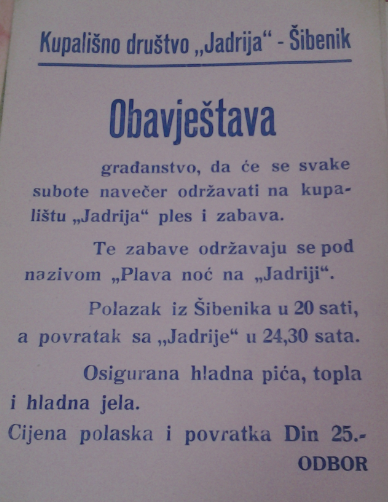 Kupališno društvo „Jadrija“ - Šibenik
Obavještava
građanstvo, da će se svake
subote navečer održavati na kupa-
lištu „Jadrija“ ples i zabava.
Te zabave održavaju se pod
nazivom „Plava noć na „Jadriji“.
Polazak iz Šibenika u 20 sati,
a povratak sa „Jadrije“ u 24,30 sata.
Osigurana hladna pića, topla
i hladna jela.
Cijena polaska i povratka Din 25.-
ODBOR